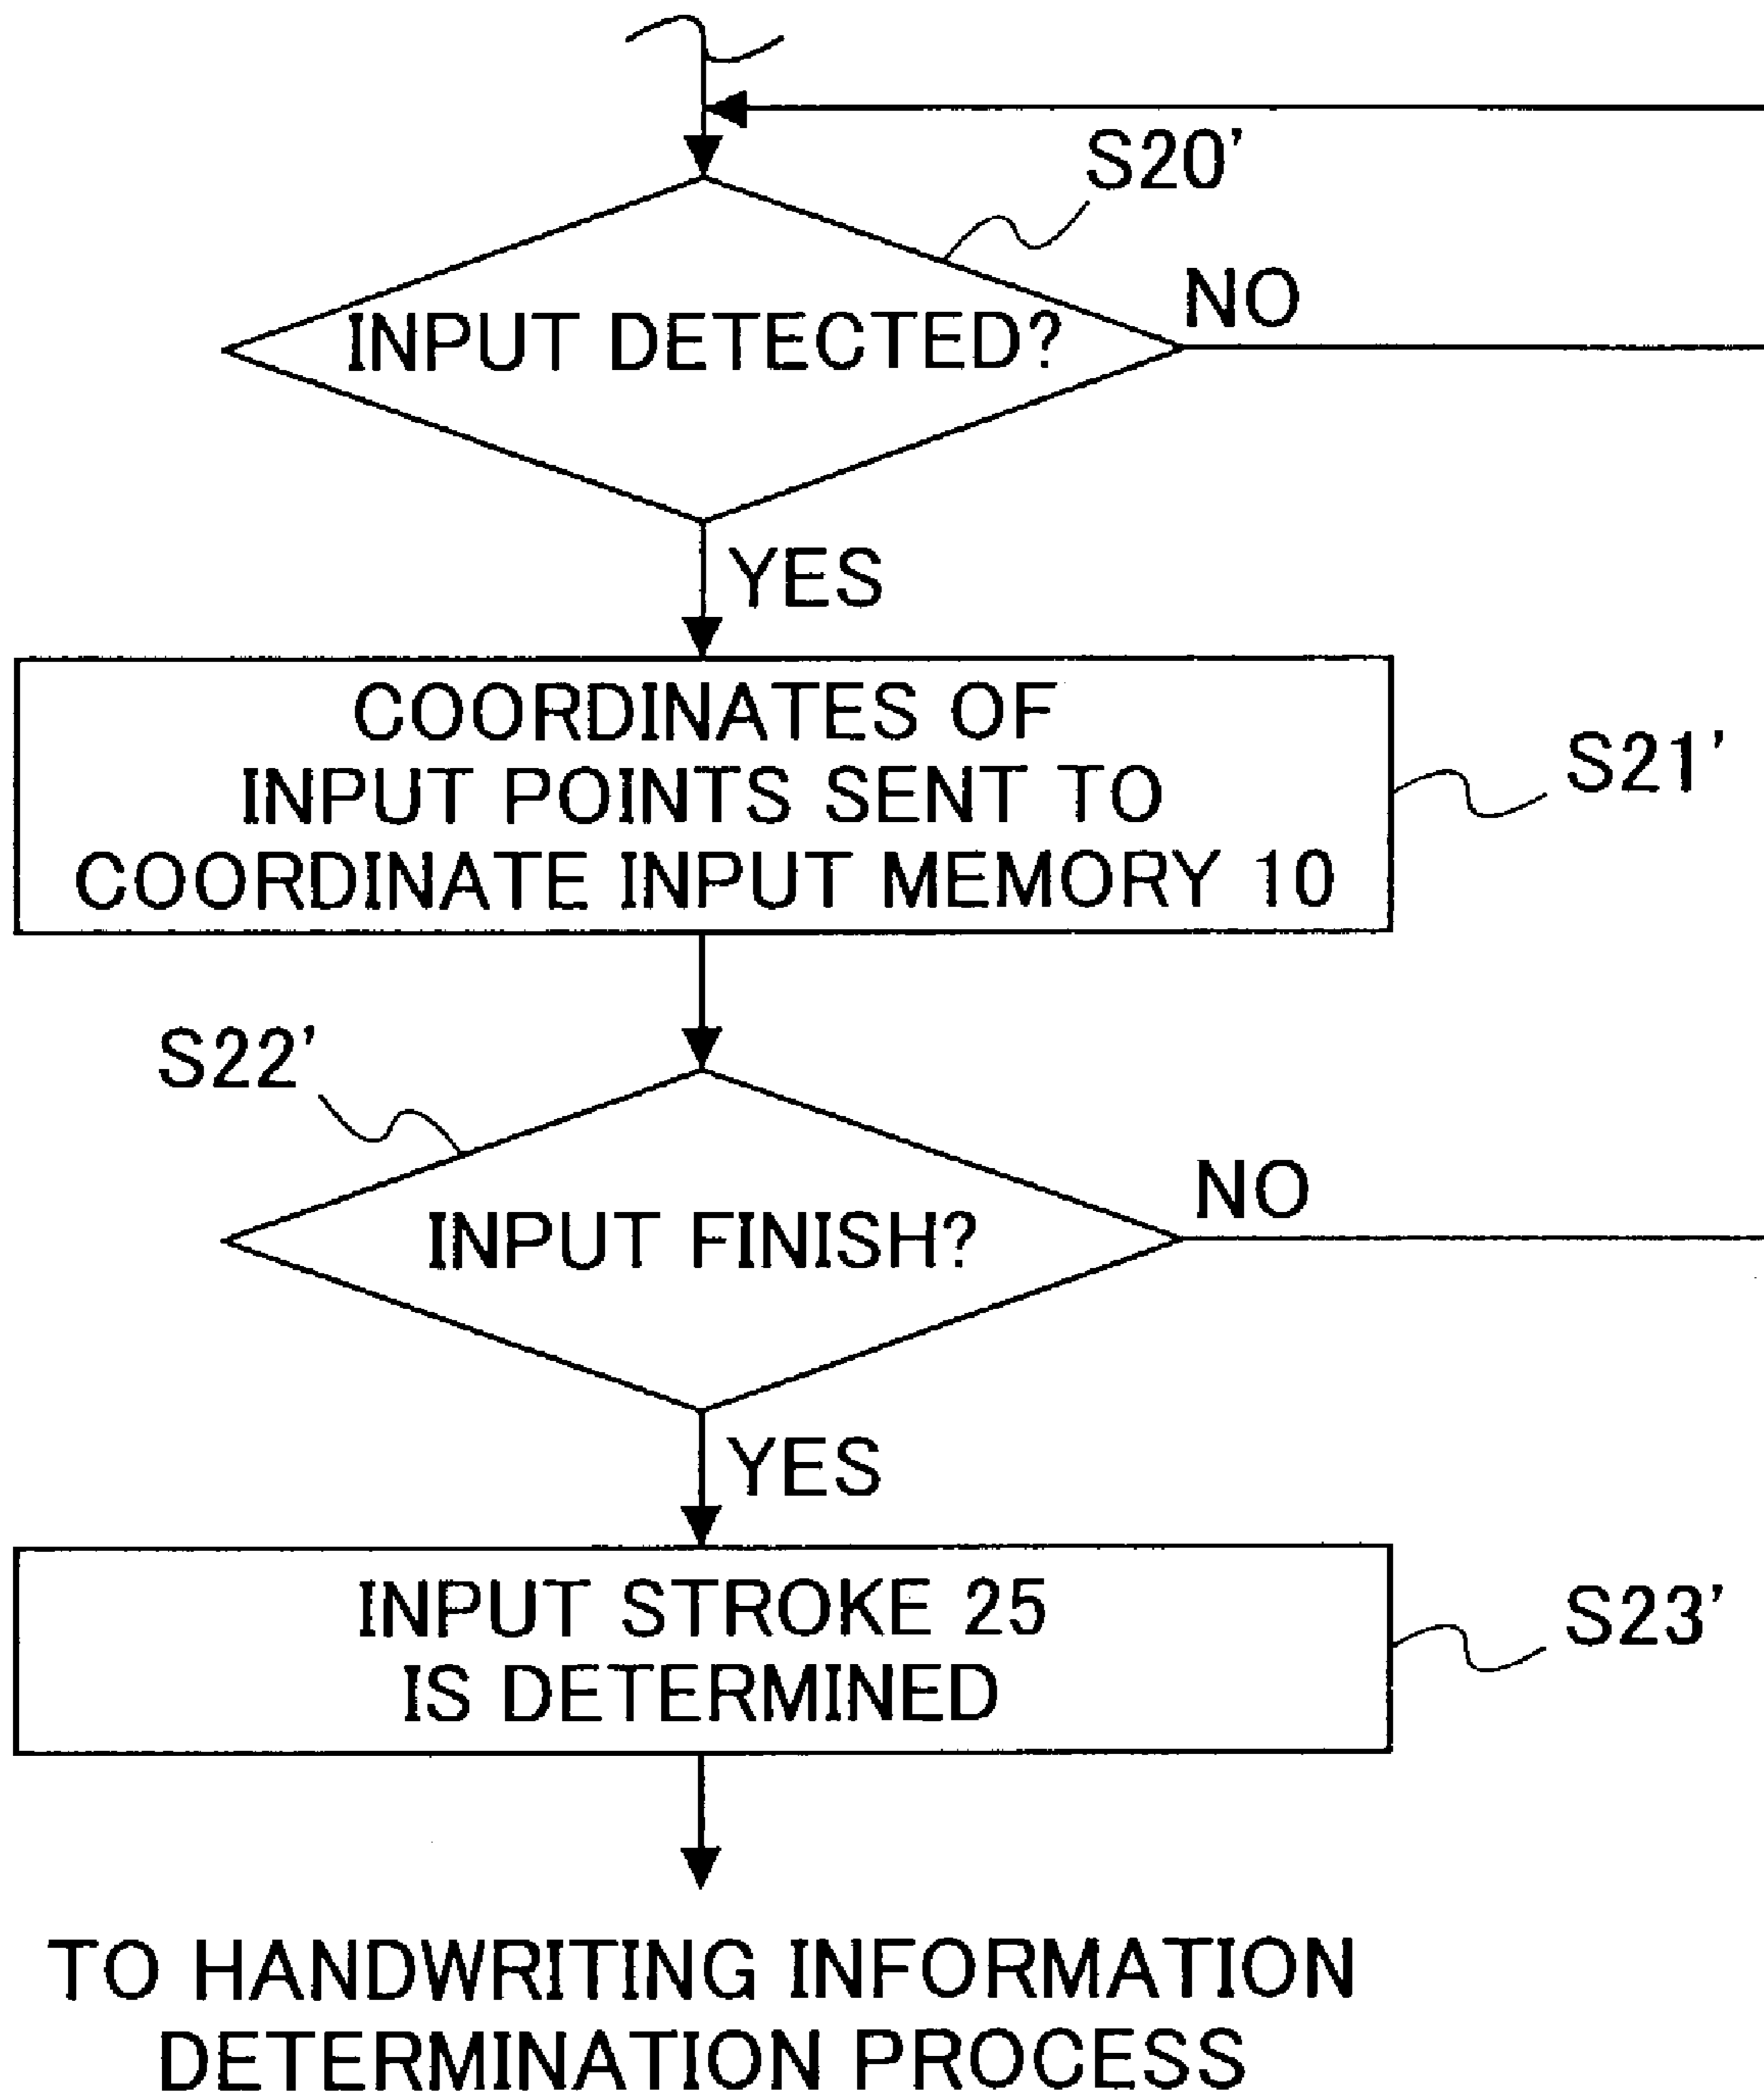 S20'
INPUT DETECTED?
NO
YES
COORDINATES OF
INPUT POINTS SENT TO
COORDINATE INPUT MEMORY 10
S21'
S22'
INPUT FINISH?
NO
YES
INPUT STROKE 25
IS DETERMINED
S23'
TO HANDWRITING INFORMATION
DETERMINATION PROCESS